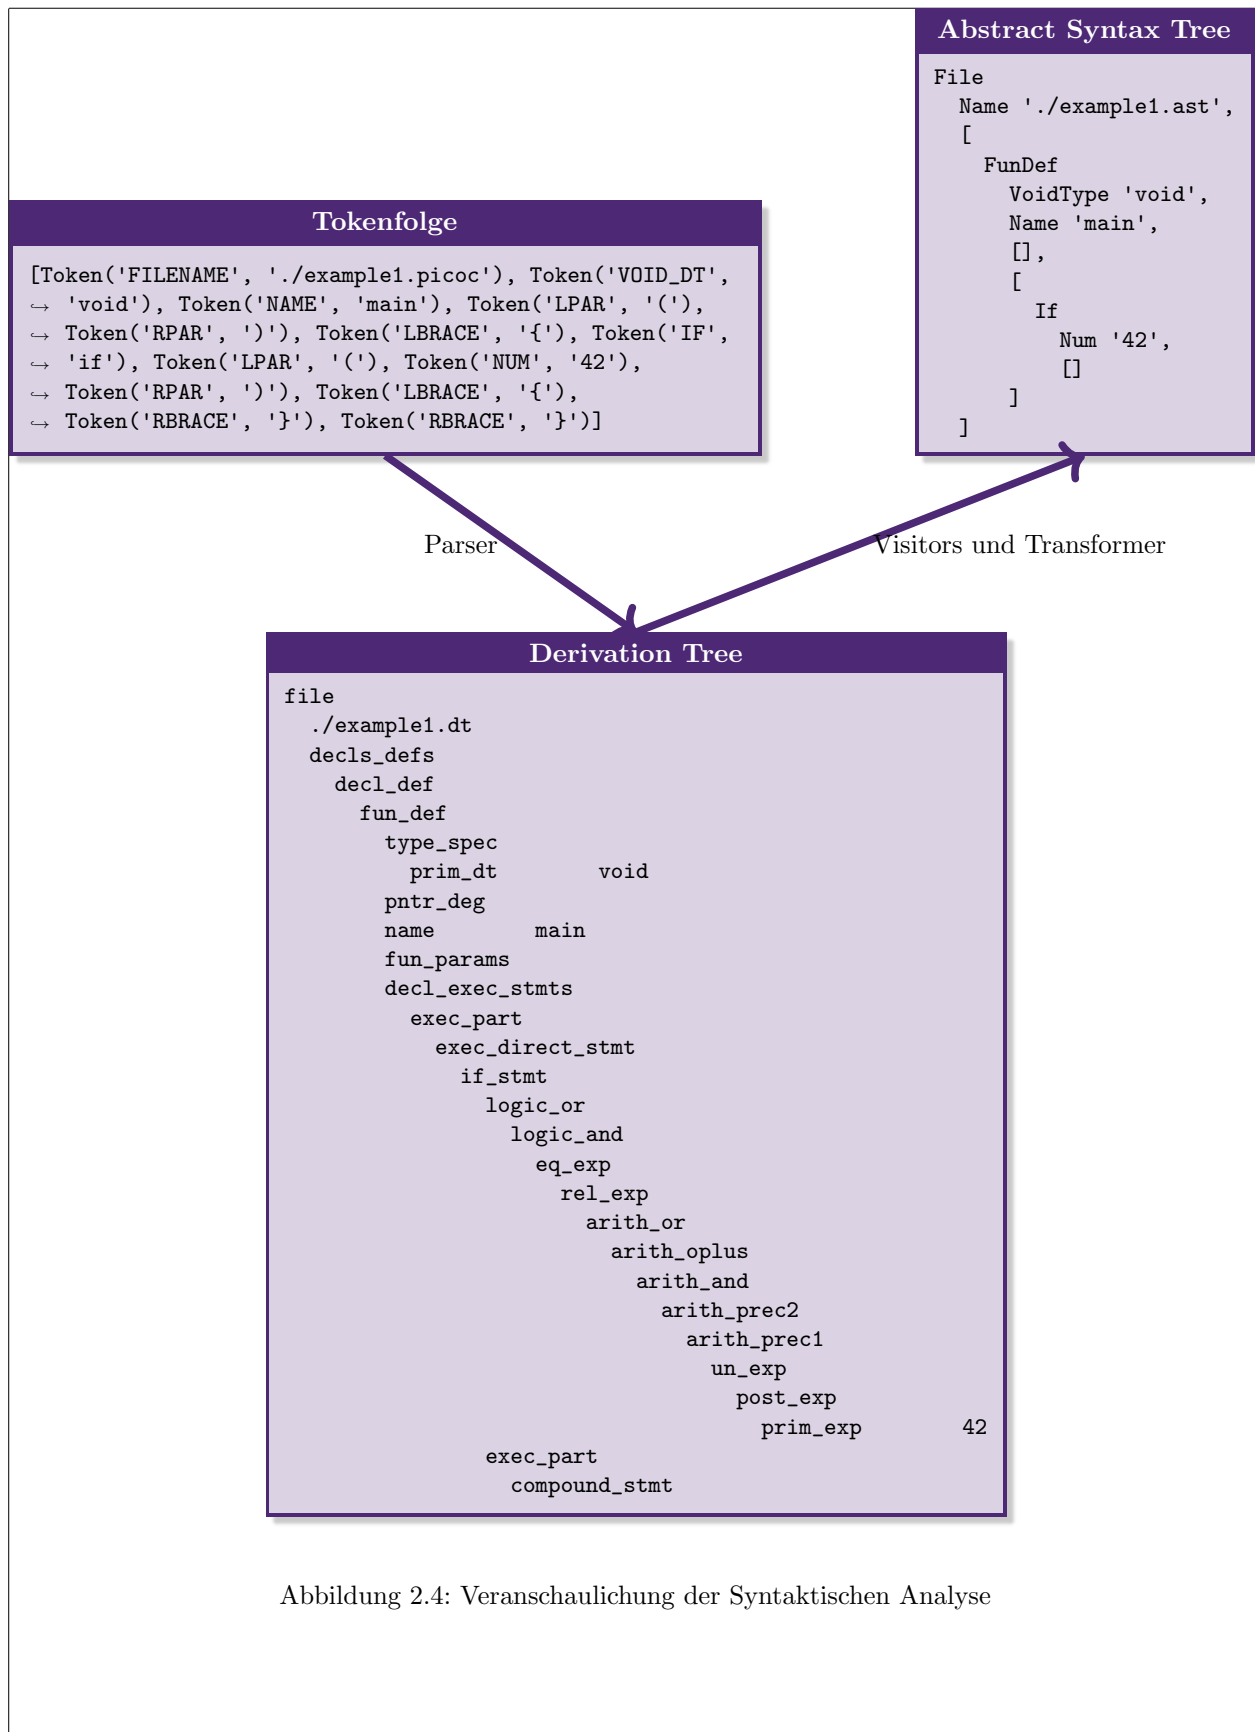 Abstract Syntax Tree
File
  Name './example1.ast',
  [
    FunDef
      VoidType 'void',
      Name 'main',
      [],
      [
        If
          Num '42',
          []
      ]
  ]
Tokenfolge
[Token('FILENAME', './example1.picoc'), Token('VOID_DT',
↪ 'void'), Token('NAME', 'main'), Token('LPAR', '('),
↪ Token('RPAR', ')'), Token('LBRACE', '{'), Token('IF',
↪ 'if'), Token('LPAR', '('), Token('NUM', '42'),
↪ Token('RPAR', ')'), Token('LBRACE', '{'),
↪ Token('RBRACE', '}'), Token('RBRACE', '}')]
Parser
Visitors und Transformer
Derivation Tree
file
  ./example1.dt
  decls_defs
    decl_def
      fun_def
        type_spec
          prim_dt        void
        pntr_deg
        name        main
        fun_params
        decl_exec_stmts
          exec_part
            exec_direct_stmt
              if_stmt
                logic_or
                  logic_and
                    eq_exp
                      rel_exp
                        arith_or
                          arith_oplus
                            arith_and
                              arith_prec2
                                arith_prec1
                                  un_exp
                                    post_exp
                                      prim_exp        42
                exec_part
                  compound_stmt
Abbildung 2.4: Veranschaulichung der Syntaktischen Analyse